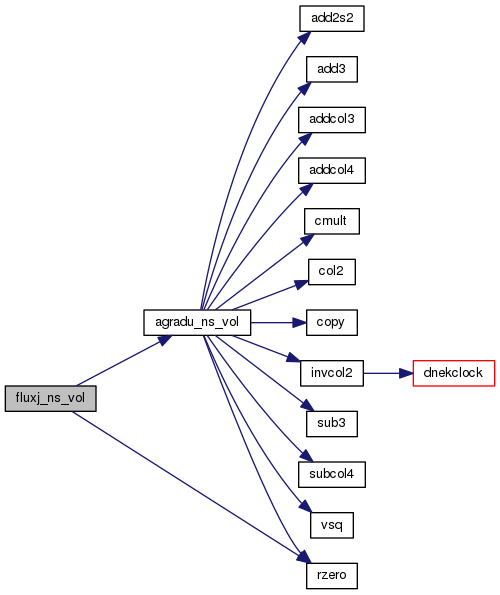 add2s2
add3
addcol3
addcol4
cmult
col2
agradu_ns_vol
copy
invcol2
dnekclock
fluxj_ns_vol
sub3
subcol4
vsq
rzero